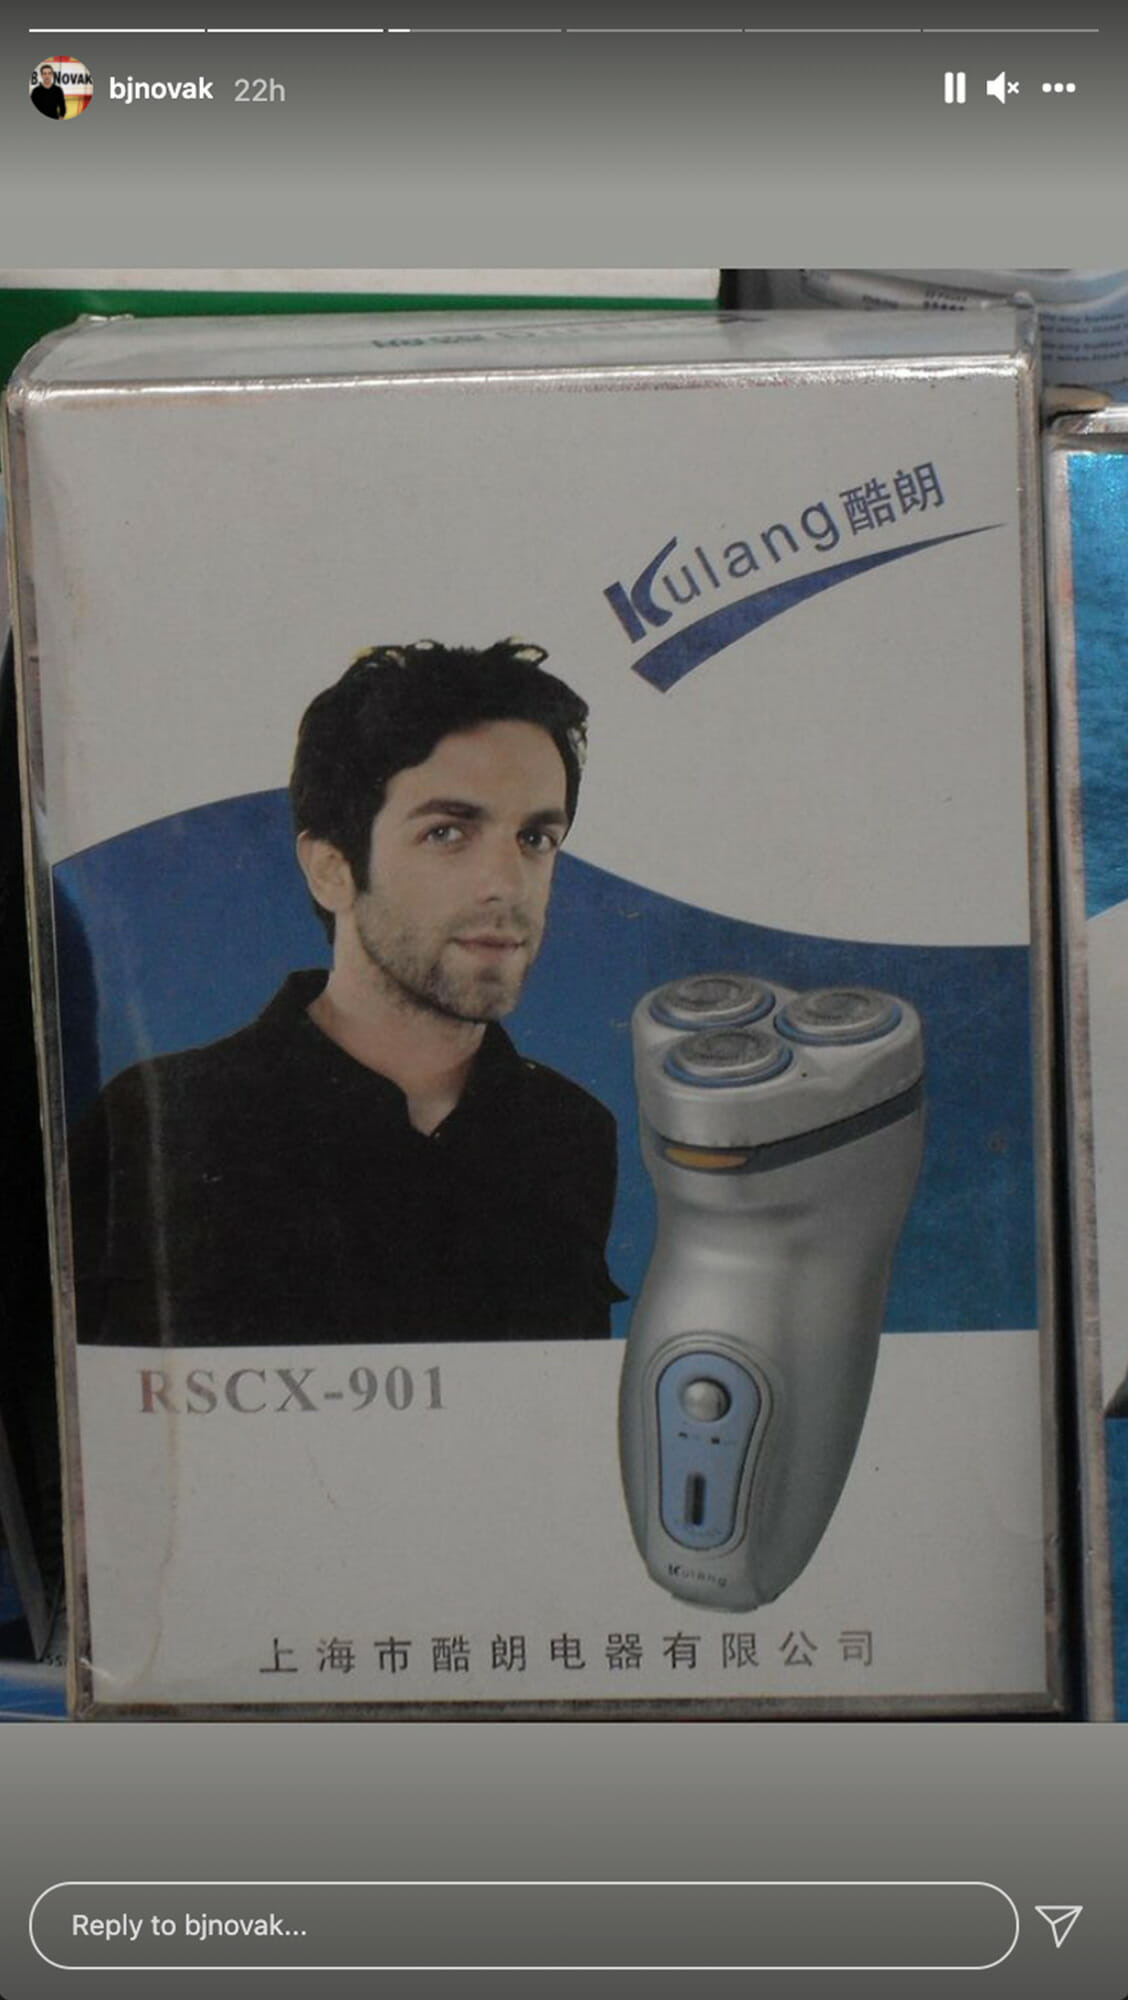 bjnovak 22h
Kulang酷朗
RSCX-901
Kulang
上海市酷朗电器有限公司
Reply to bjnovak...